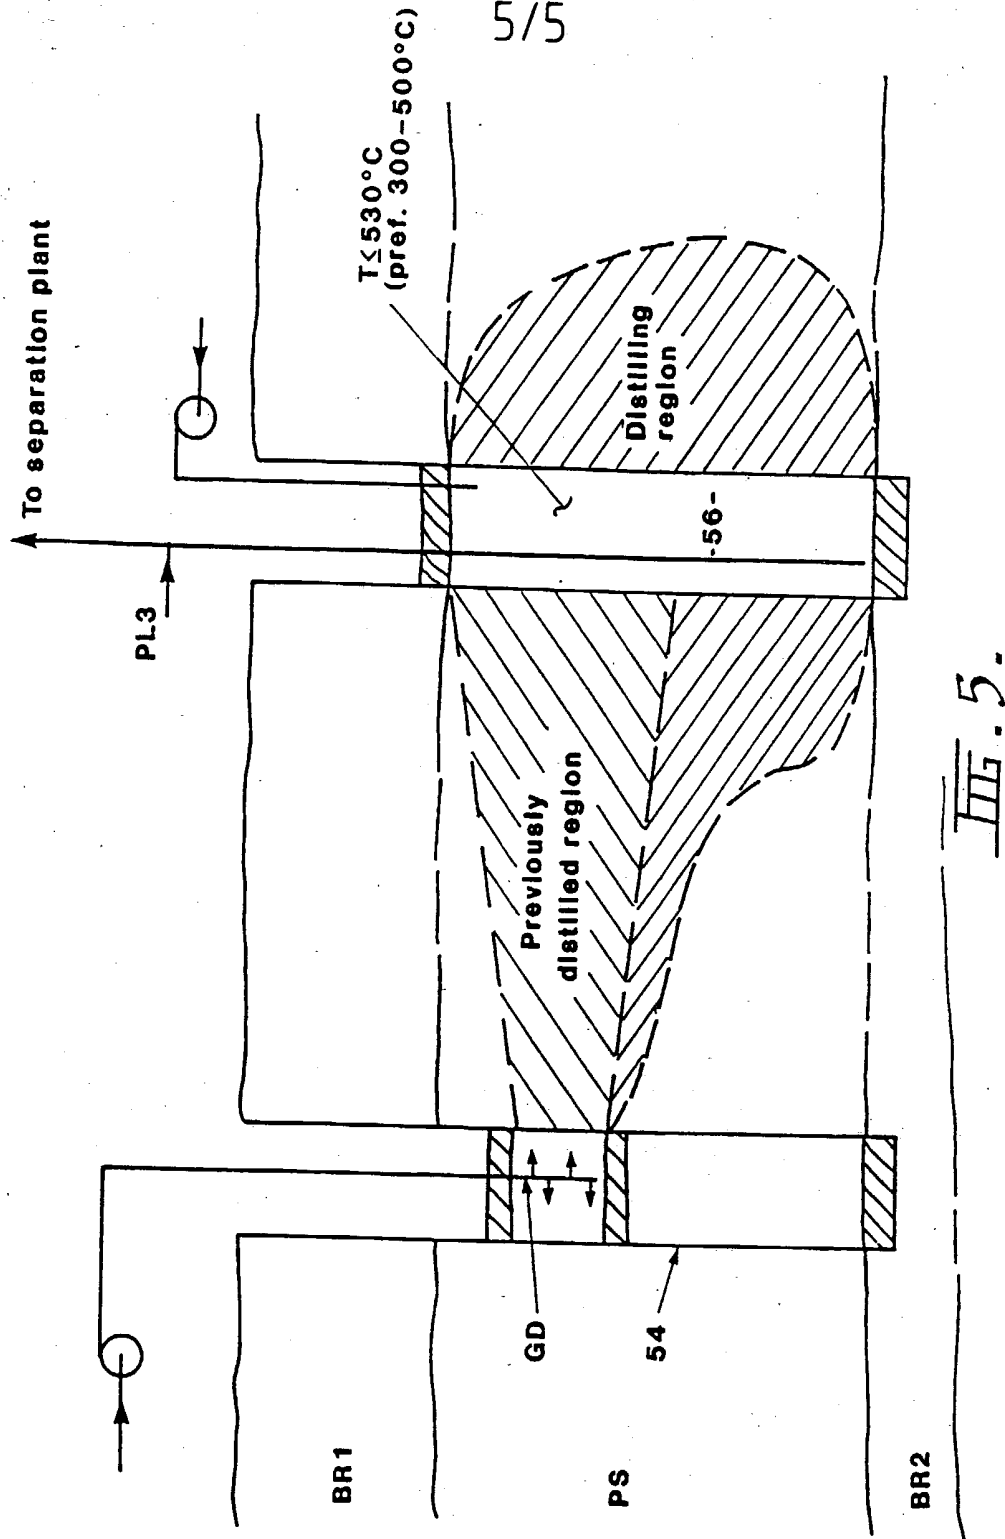 5/5
To separation plant
PL3
T≤530°C
(pref. 300-500°C)
Distilling
region
-56-
Previously
distilled region
GD
54
BR1
PS
BR2
FIG. 5.